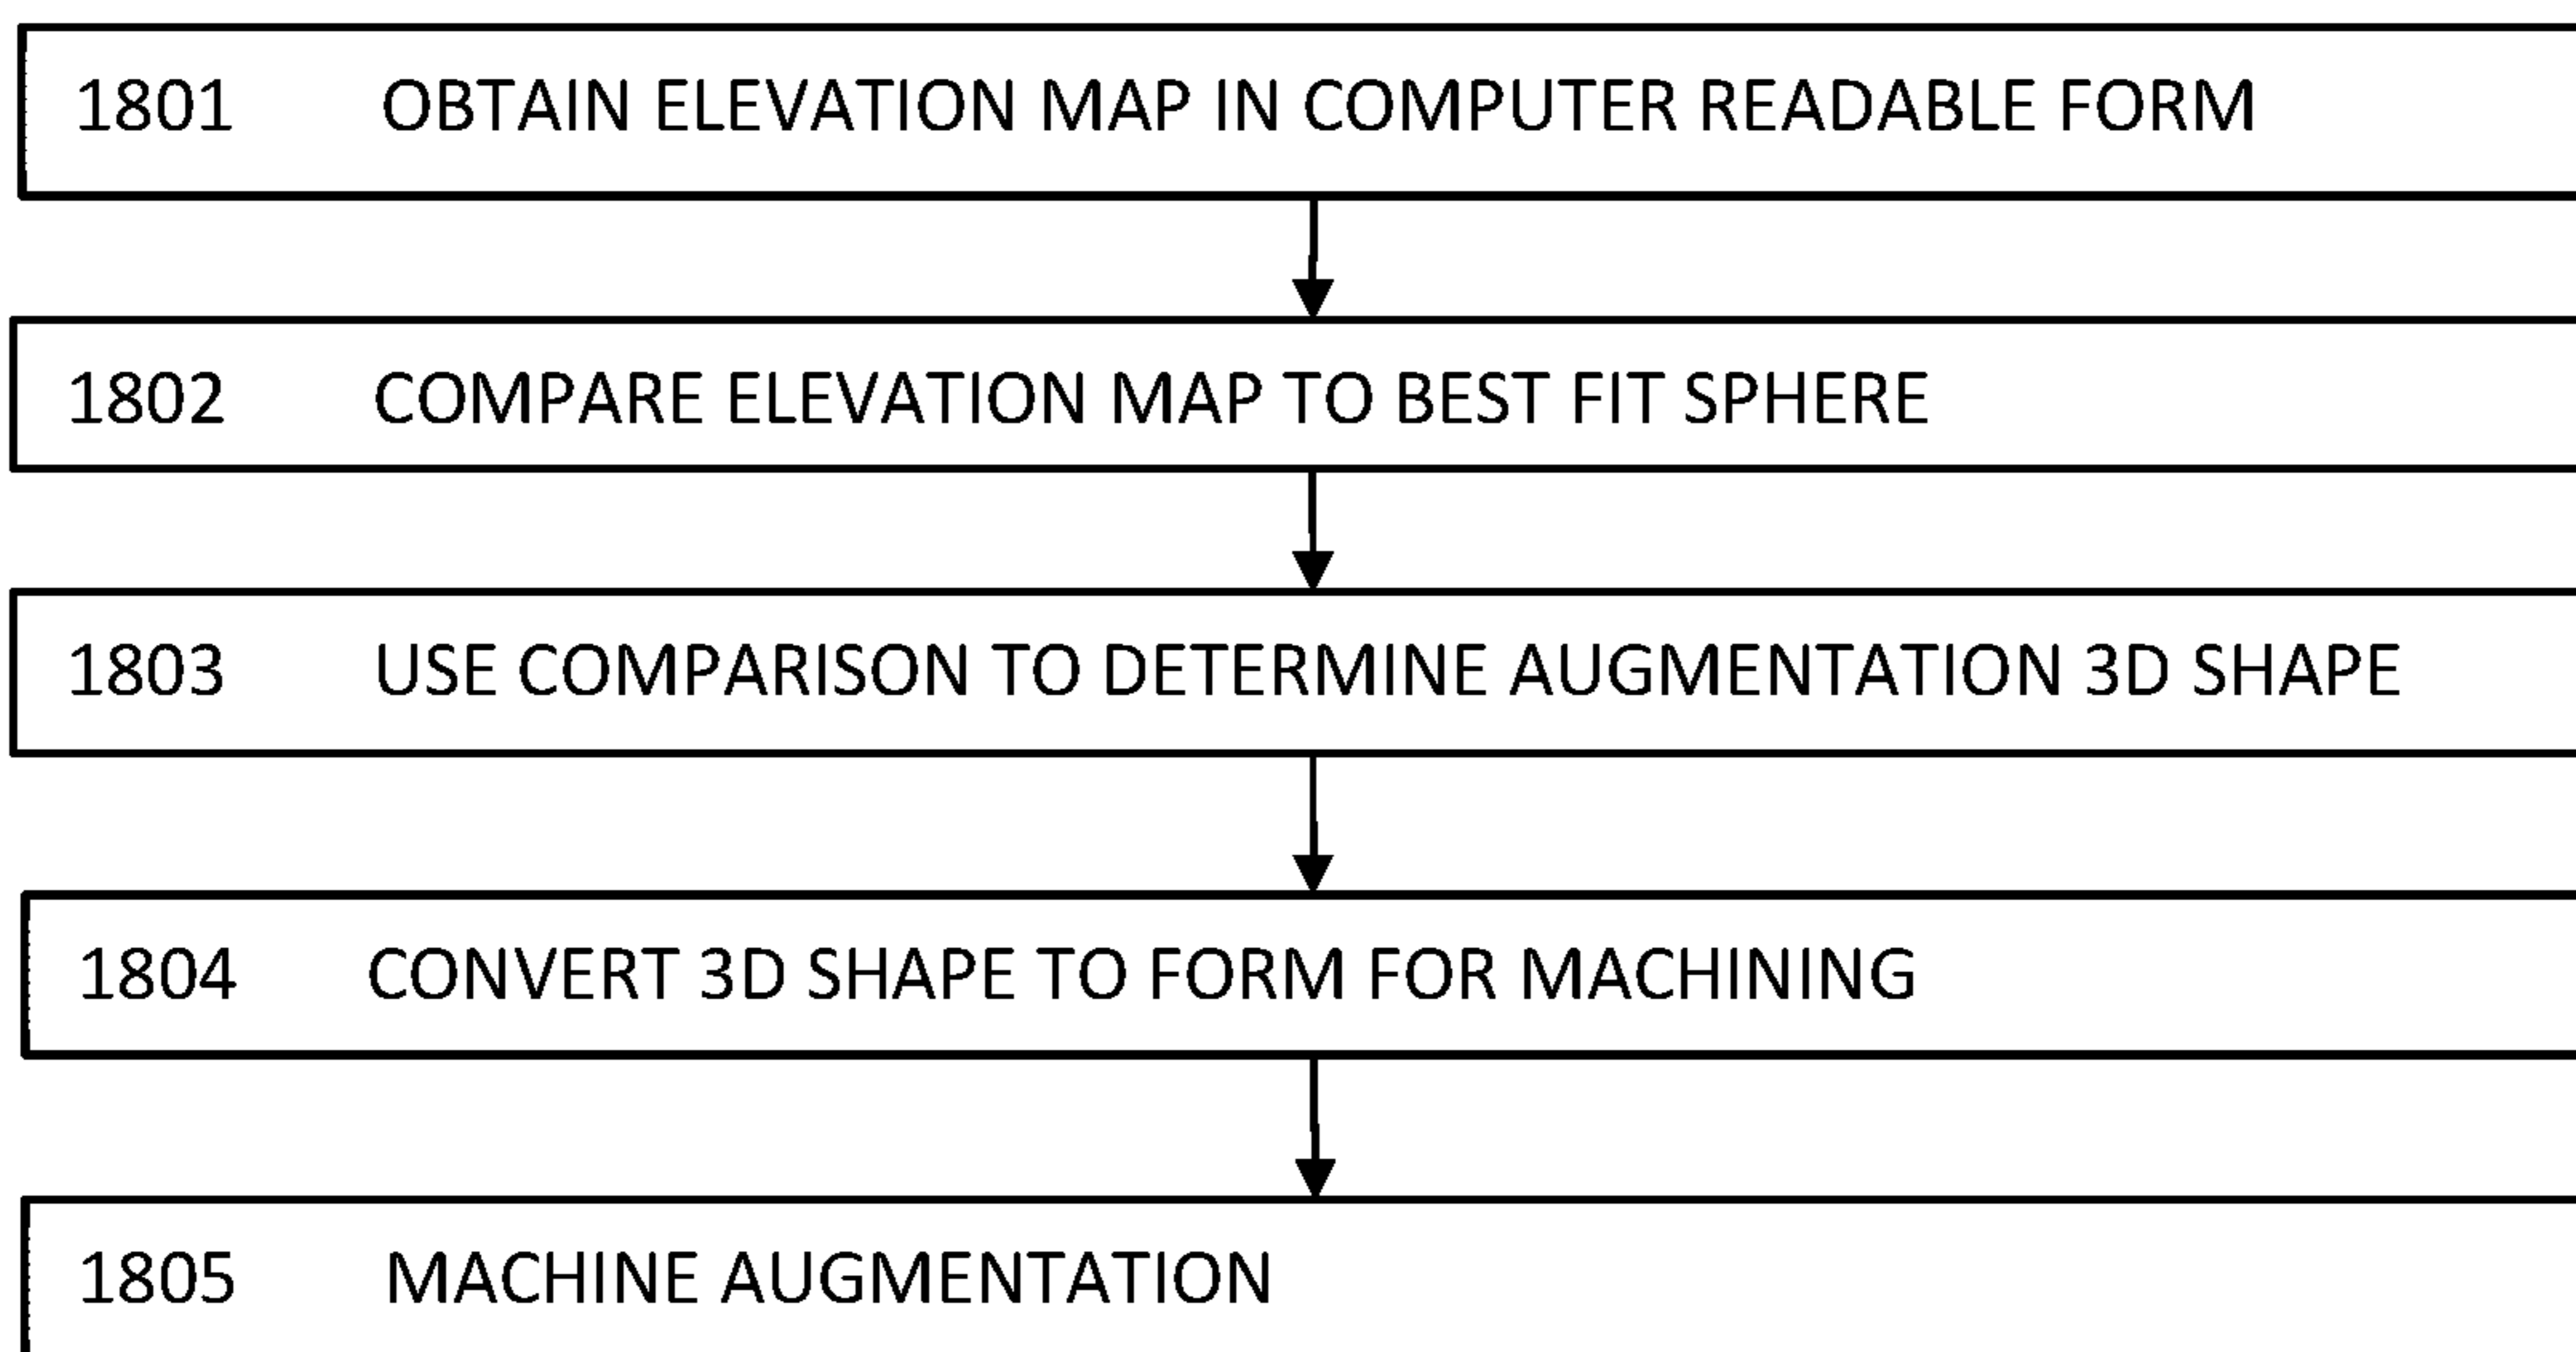 1801 OBTAIN ELEVATION MAP IN COMPUTER READABLE FORM
1802 COMPARE ELEVATION MAP TO BEST FIT SPHERE
1803 USE COMPARISON TO DETERMINE AUGMENTATION 3D SHAPE
1804 CONVERT 3D SHAPE TO FORM FOR MACHINING
1805 MACHINE AUGMENTATION